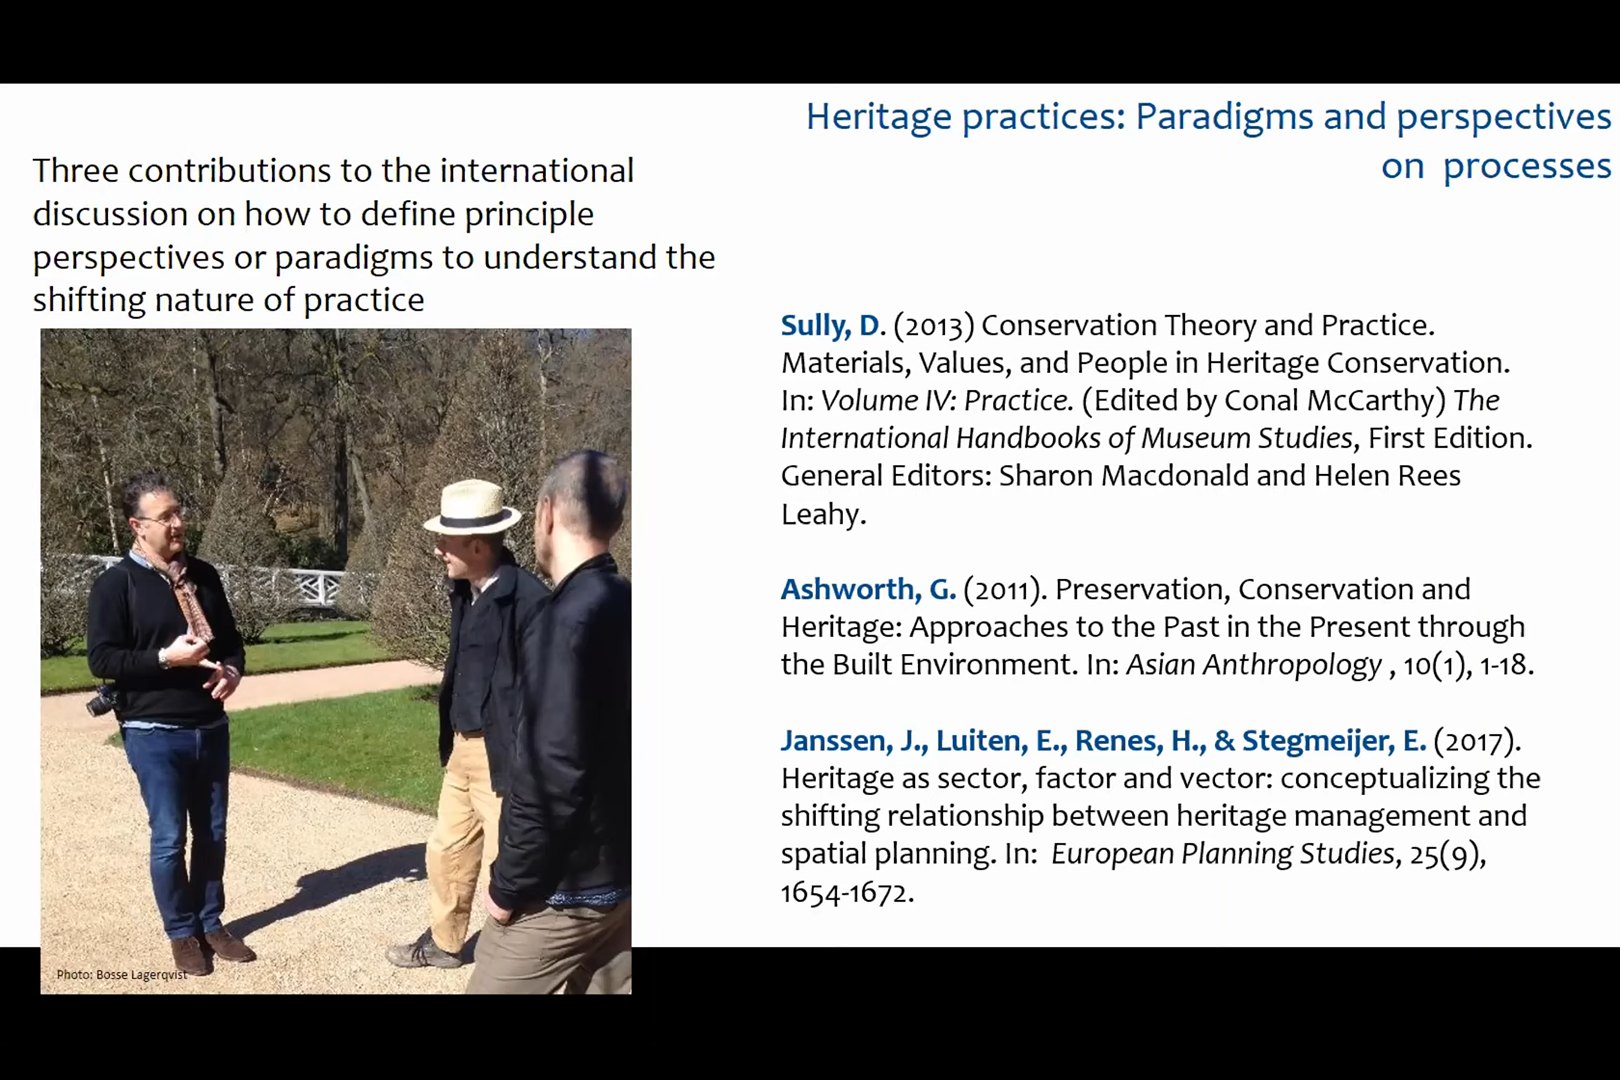 Heritage practices: Paradigms and perspectives
on processes
Three contributions to the international
discussion on how to define principle
perspectives or paradigms to understand the
shifting nature of practice
Sully, D. (2013) Conservation Theory and Practice.
Materials, Values, and People in Heritage Conservation.
In: Volume IV: Practice. (Edited by Conal McCarthy) The
International Handbooks of Museum Studies, First Edition.
General Editors: Sharon Macdonald and Helen Rees
Leahy.
Ashworth, G. (2011). Preservation, Conservation and
Heritage: Approaches to the Past in the Present through
the Built Environment. In: Asian Anthropology , 10(1), 1-18.
Janssen, J., Luiten, E., Renes, H., & Stegmeijer, E. (2017).
Heritage as sector, factor and vector: conceptualizing the
shifting relationship between heritage management and
spatial planning. In: European Planning Studies, 25(9),
1654-1672.
Photo: Bosse Lagerqvist